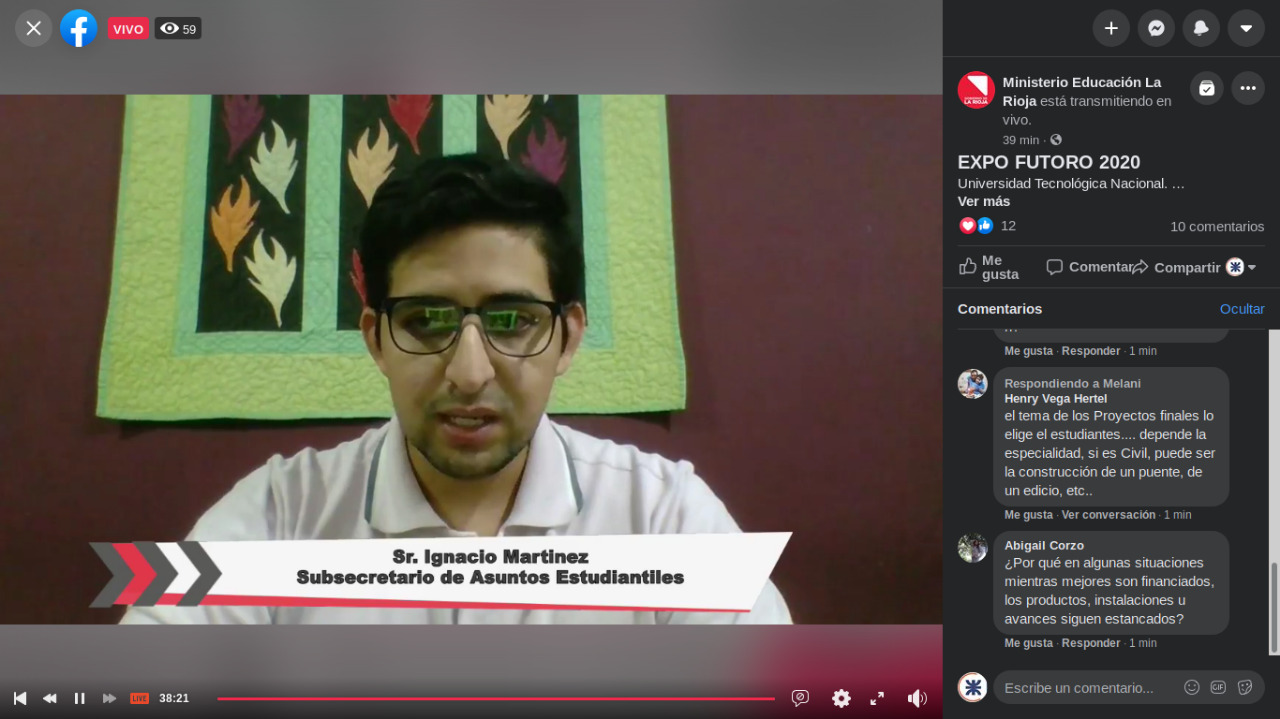 VIVO
59
Ministerio Educación La
Rioja está transmitiendo en
vivo.
39 min ·
EXPO FUTORO 2020
Universidad Tecnológica Nacional. …
Ver más
12
10 comentarios
Me gusta
Comentar
Compartir
Comentarios
Ocultar
Me gusta · Responder · 1 min
Respondiendo a Melani
Henry Vega Hertel
el tema de los Proyectos finales lo
elige el estudiantes.... depende la
especialidad, si es Civil, puede ser
la construcción de un puente, de
un edicio, etc..
Me gusta · Ver conversación · 1 min
Abigail Corzo
¿Por qué en algunas situaciones
mientras mejores son financiados,
los productos, instalaciones u
avances siguen estancados?
Me gusta · Responder · 1 min
Escribe un comentario...
GIF
Sr. Ignacio Martinez
Subsecretario de Asuntos Estudiantiles
LIVE
38:21
LA RIOJA